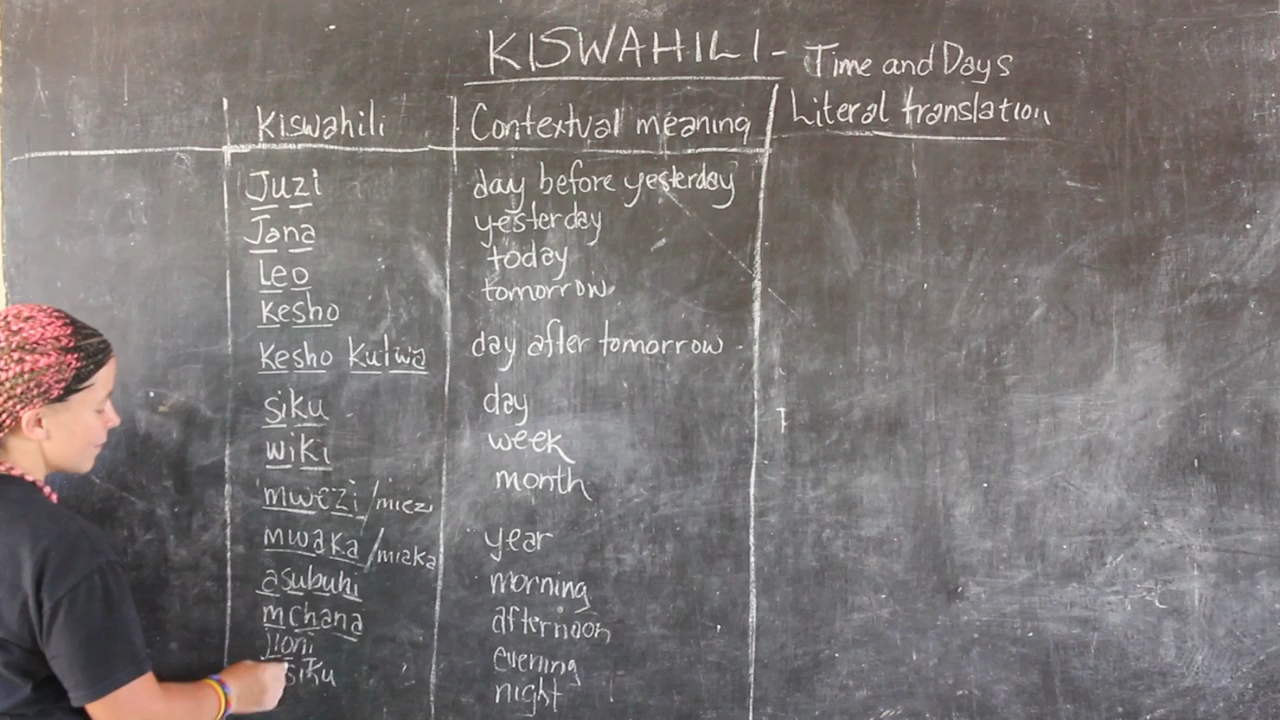 KISWAHILI - Time and Days
Kiswahili Contextual meaning Literal translation
Juzi day before yesterday
Jana yesterday
Leo today
Kesho tomorrow
Kesho Kulwa day after tomorrow
siku day
wiki week
mwezi/miezi month
mwaka/miaka year
asubuhi morning
mchana afternoon
jioni evening
siku night